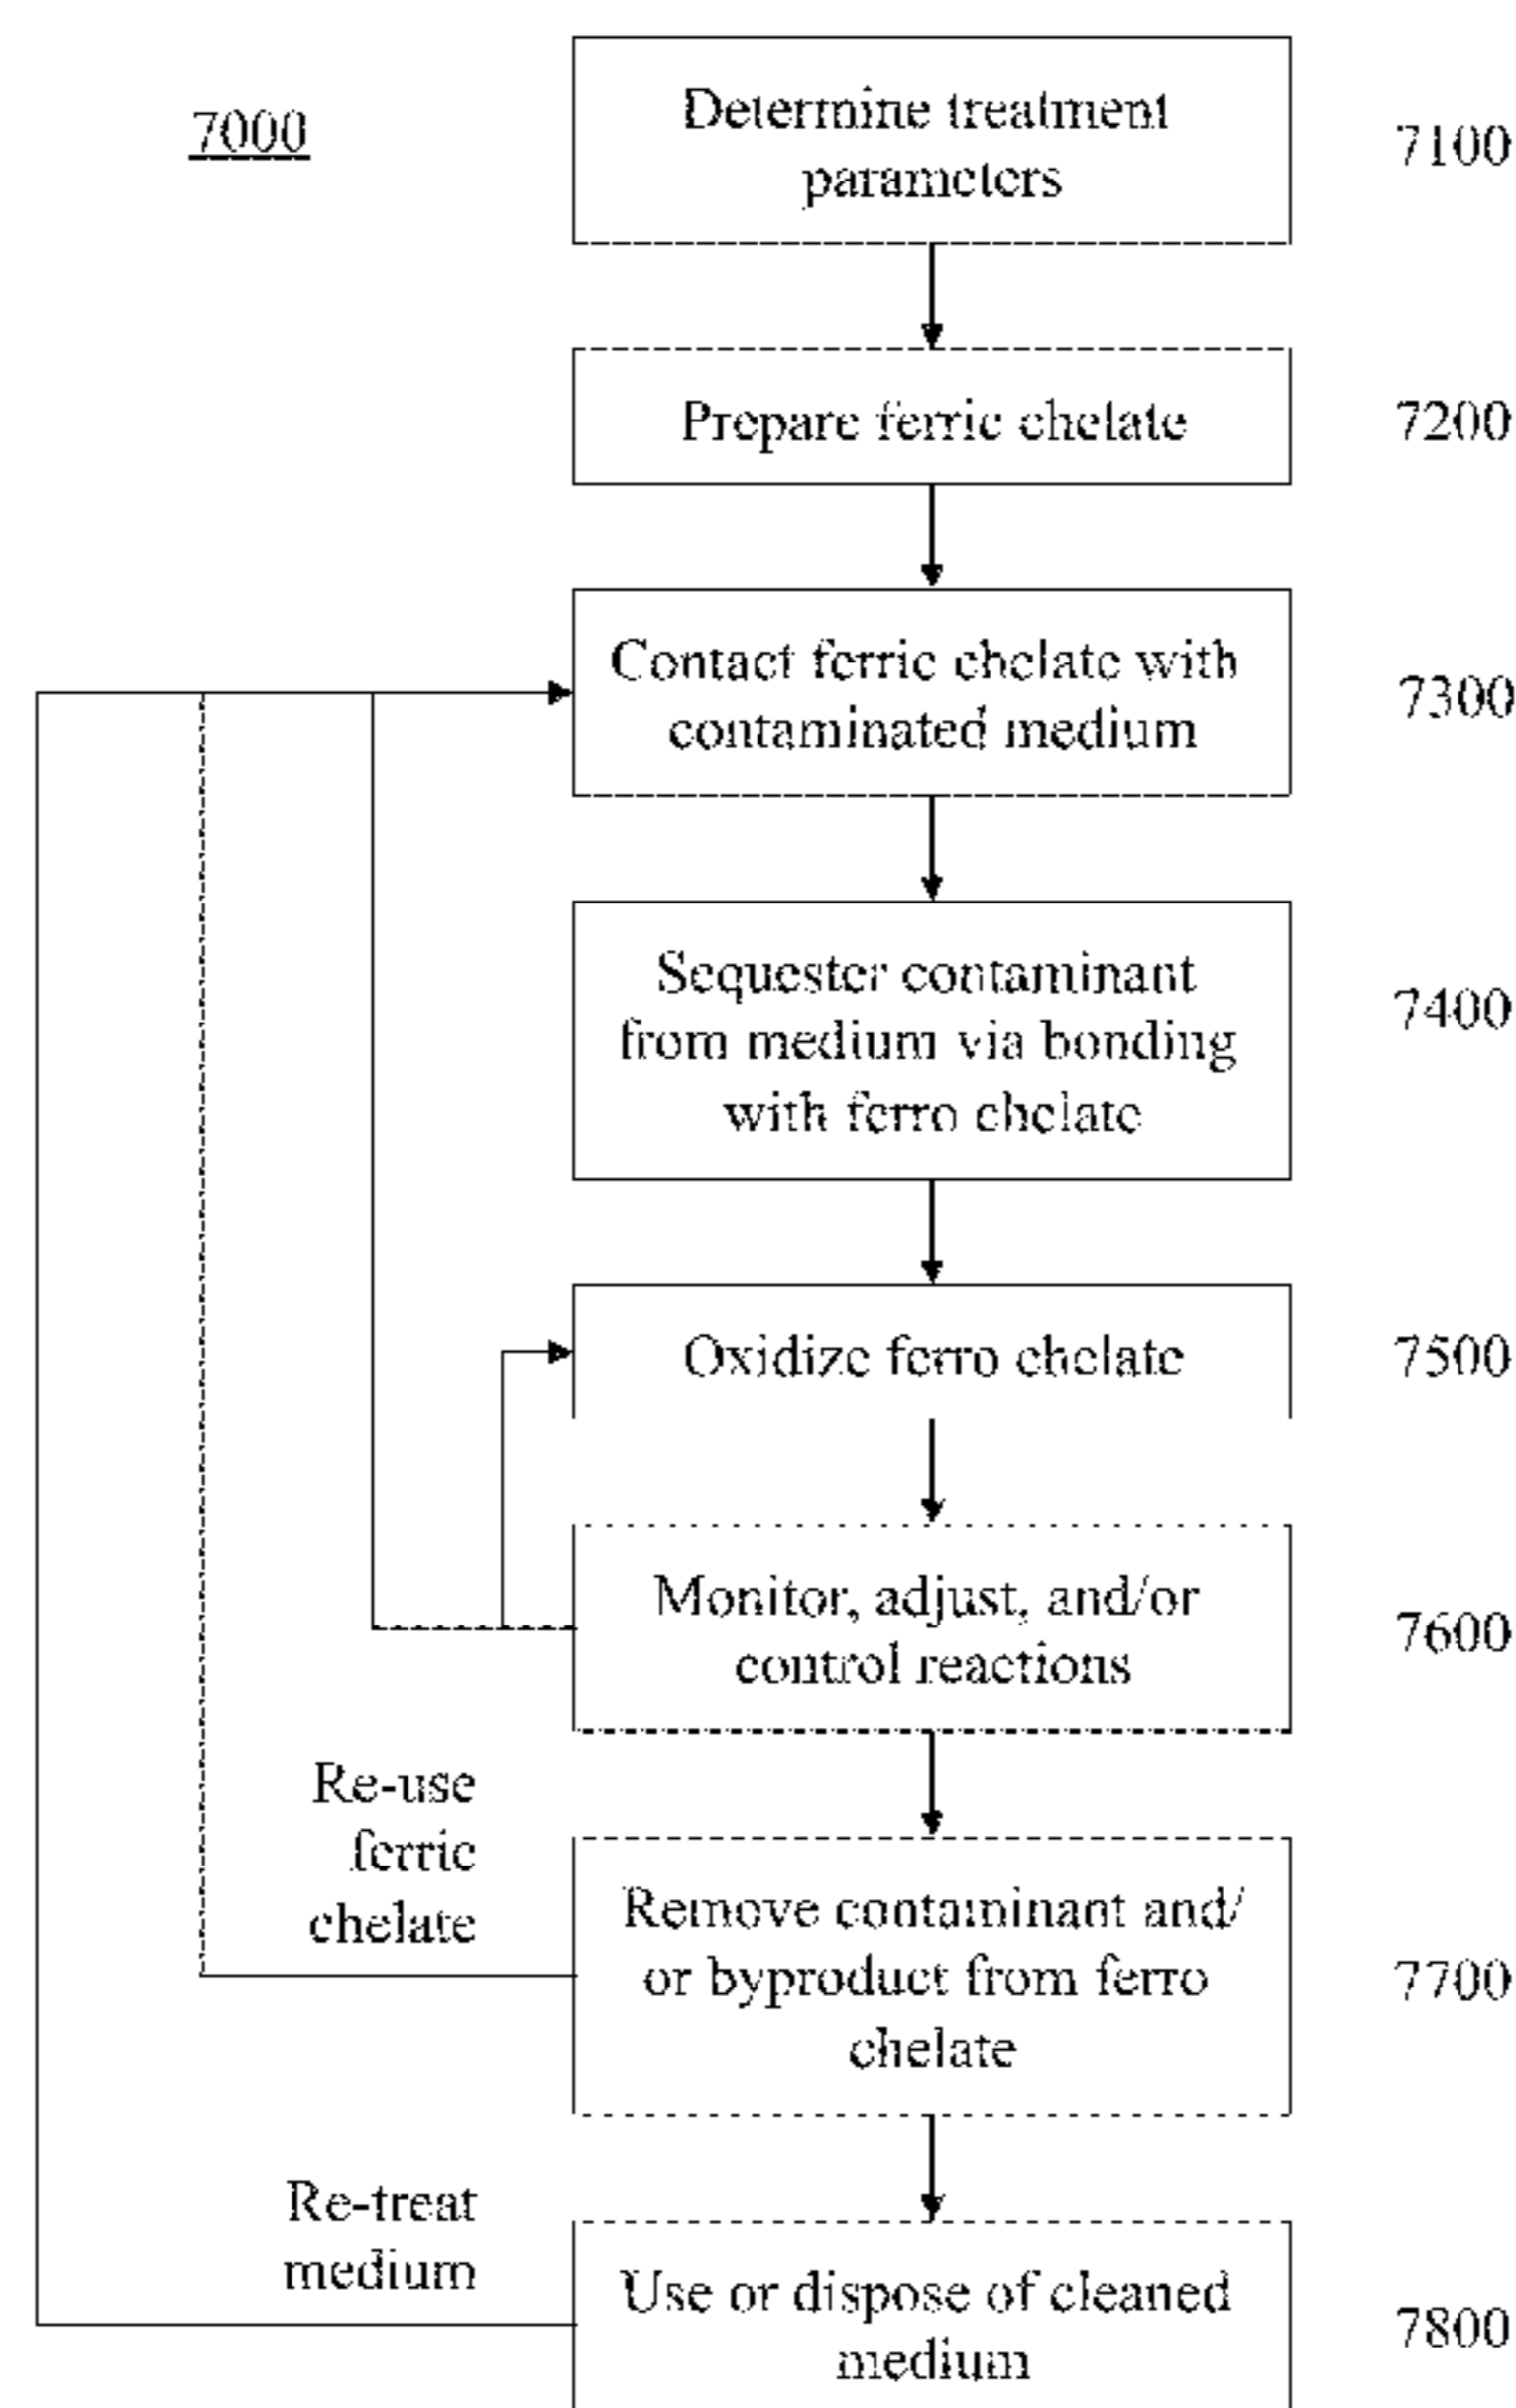 7000
Determine treatment
parameters
7100
Prepare ferric chelate
7200
Contact ferric chelate with
contaminated medium
7300
Sequester contaminant
from medium via bonding
with ferro chelate
7400
Oxidize ferro chelate
7500
Monitor, adjust, and/or
control reactions
7600
Re-use
ferric
chelate
Remove contaminant and/
or byproduct from ferro
chelate
7700
Re-treat
medium
Use or dispose of cleaned
medium
7800